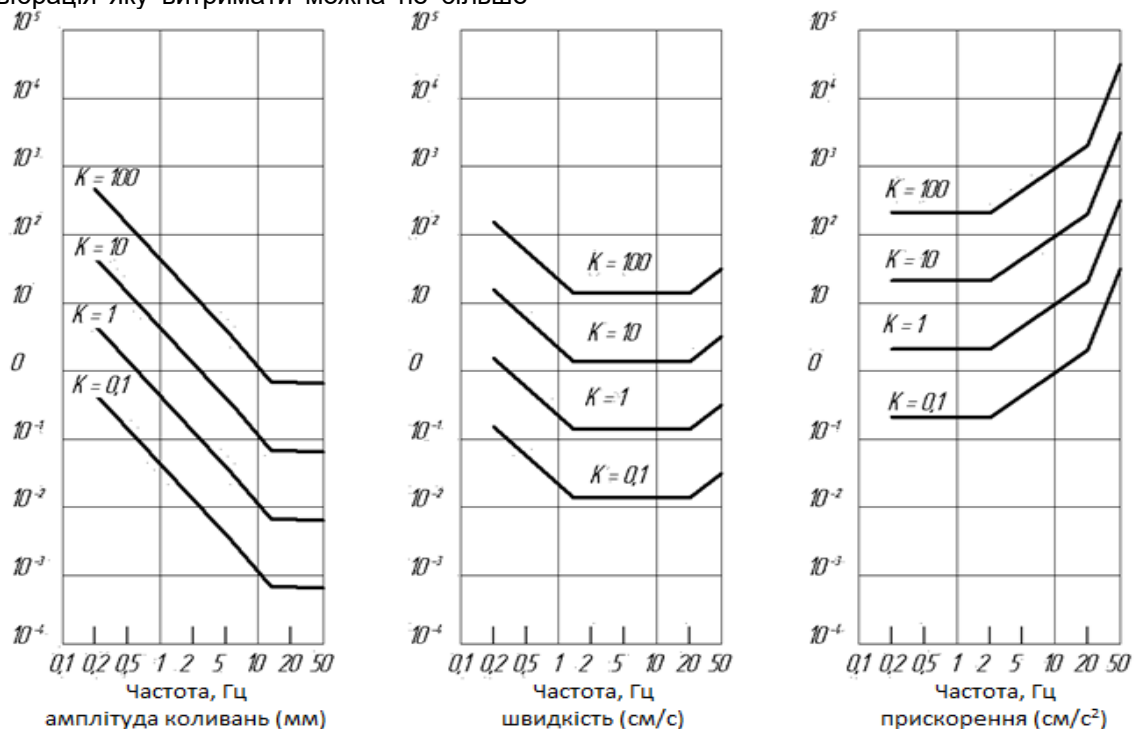 вібрація яку витримати можна не більше
10⁵ 10⁵ 10⁵
10⁴ 10⁴ 10⁴
10³ 10³ 10³
K = 100
10² 10² 10²
K = 10
10 10 10
K = 1
0 0 0
K = 0,1
10⁻¹ 10⁻¹ 10⁻¹
10⁻² 10⁻² 10⁻²
10⁻³ 10⁻³ 10⁻³
10⁻⁴ 10⁻⁴ 10⁻⁴
K = 100
K = 10
K = 1
K = 0,1
K = 100
K = 10
K = 1
K = 0,1
0,1 0,2 0,5 1 2 5 10 20 50
0,1 0,2 0,5 1 2 5 10 20 50
0,1 0,2 0,5 1 2 5 10 20 50
Частота, Гц
амплітуда коливань (мм)
Частота, Гц
швидкість (см/с)
Частота, Гц
прискорення (см/с²)